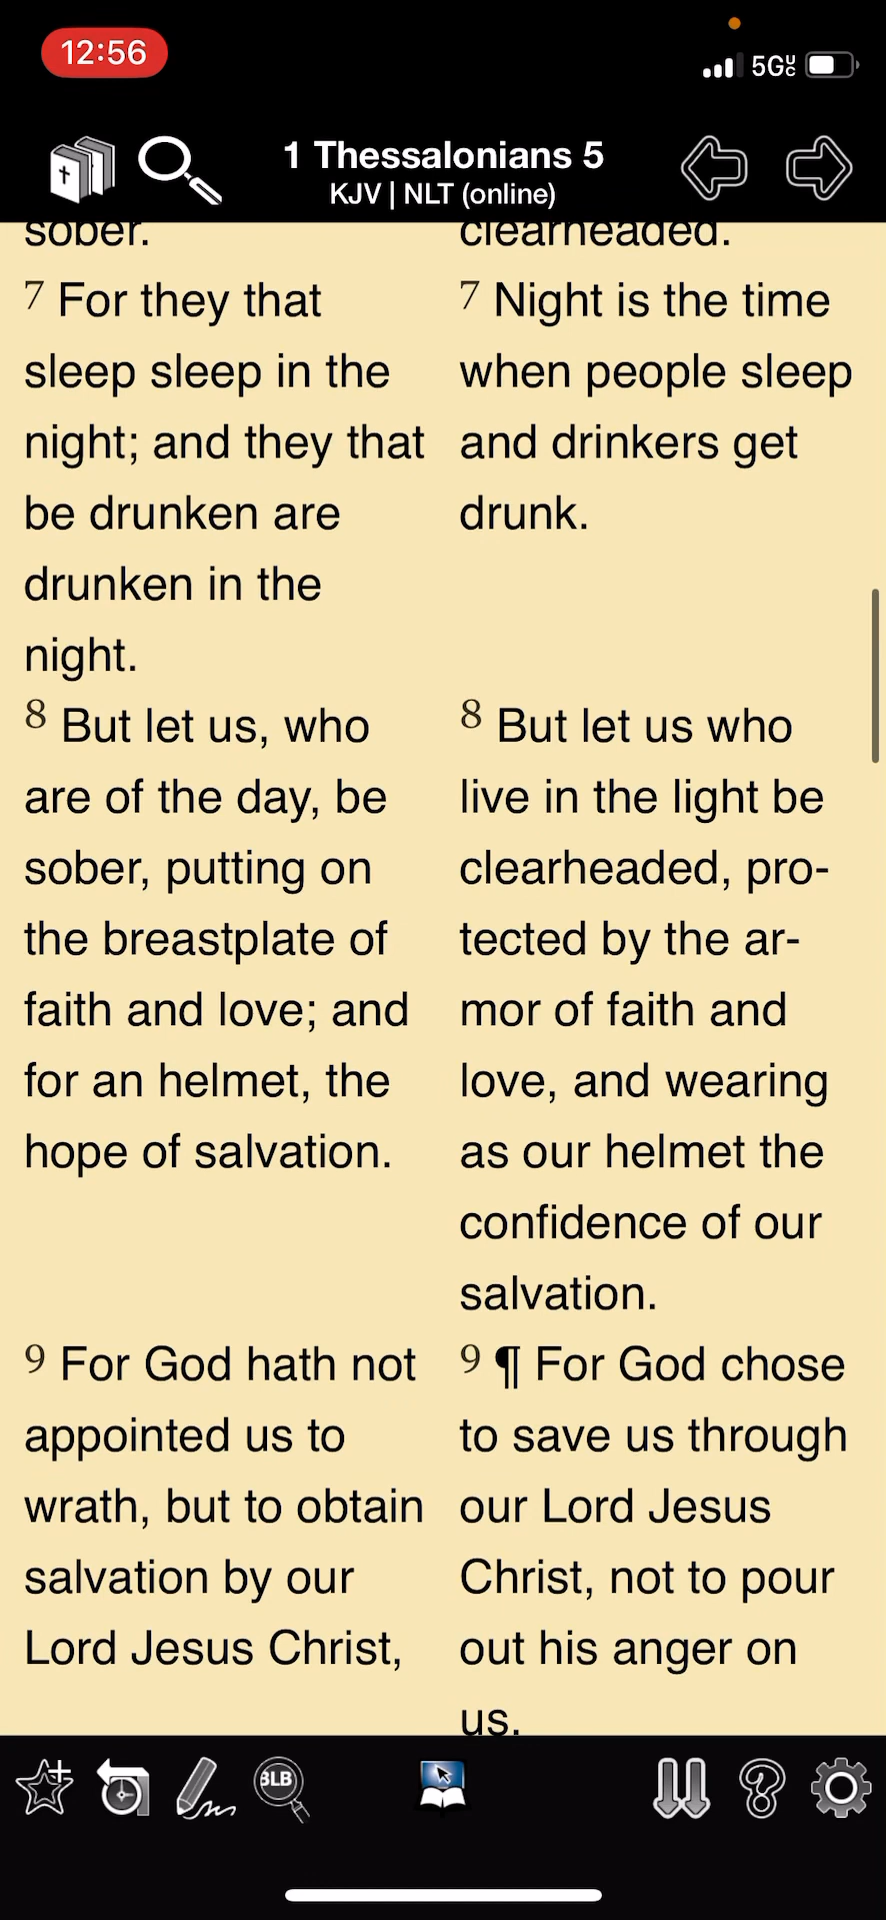 12:56
5G UC
1 Thessalonians 5
KJV | NLT (online)
sober.
7 For they that
sleep sleep in the
night; and they that
be drunken are
drunken in the
night.
8 But let us, who
are of the day, be
sober, putting on
the breastplate of
faith and love; and
for an helmet, the
hope of salvation.
9 For God hath not
appointed us to
wrath, but to obtain
salvation by our
Lord Jesus Christ,
clearheaded.
7 Night is the time
when people sleep
and drinkers get
drunk.
8 But let us who
live in the light be
clearheaded, pro-
tected by the ar-
mor of faith and
love, and wearing
as our helmet the
confidence of our
salvation.
9 ¶ For God chose
to save us through
our Lord Jesus
Christ, not to pour
out his anger on
us.
BLB